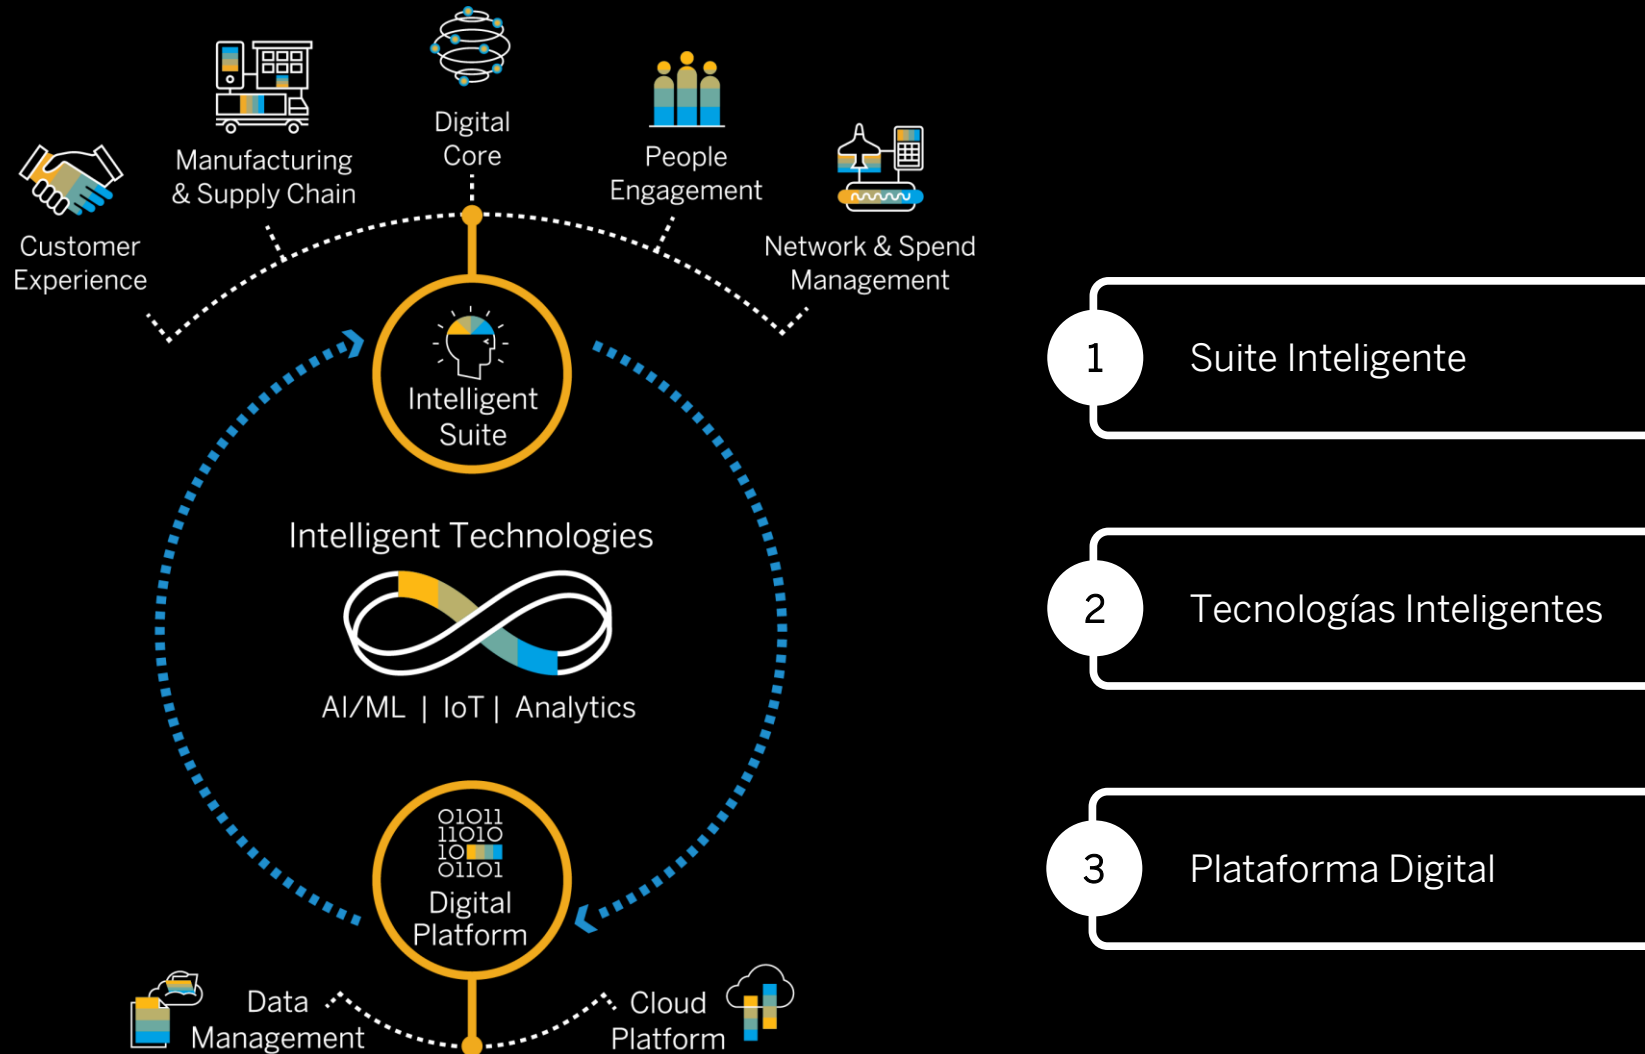 Digital
Core
Manufacturing
& Supply Chain
People
Engagement
Customer
Experience
Network & Spend
Management
Intelligent
Suite
Intelligent Technologies
AI/ML | IoT | Analytics
01011
11010
10
01101
Digital
Platform
Data
Management
Cloud
Platform
1 Suite Inteligente
2 Tecnologías Inteligentes
3 Plataforma Digital